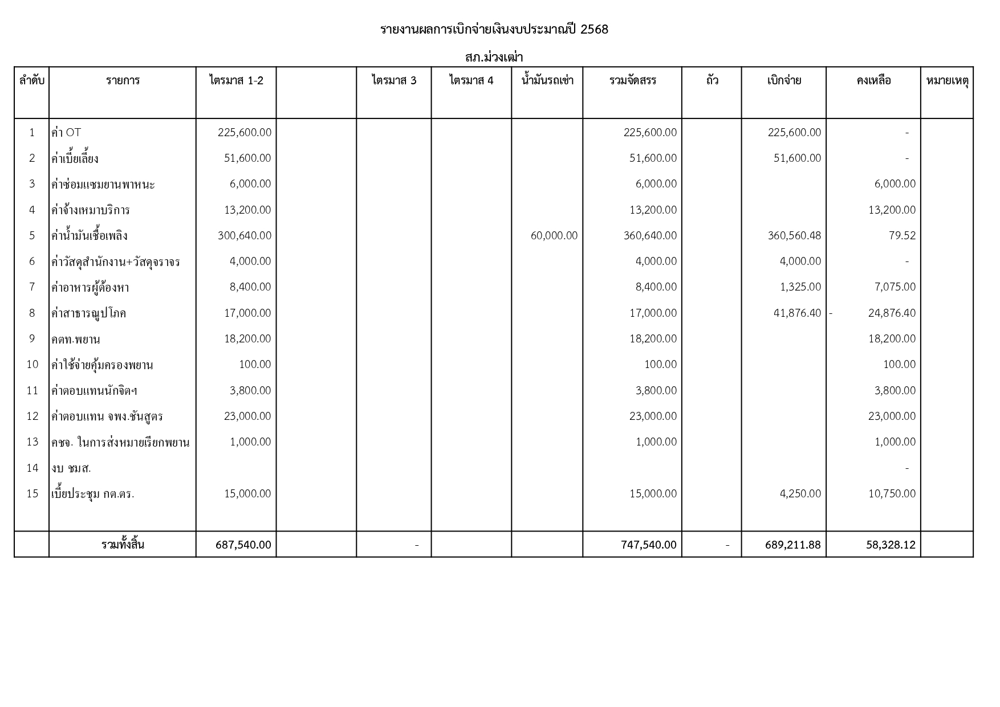 รายงานผลการเบิกจ่ายเงินงบประมาณปี 2568
สภ.ม่วงเฒ่า
ลำดับ รายการ ไตรมาส 1-2 ไตรมาส 3 ไตรมาส 4 น้ำมันรถเช่า รวมจัดสรร ถัว เบิกจ่าย คงเหลือ หมายเหตุ
1 ค่า OT 225,600.00 225,600.00 225,600.00 -
2 ค่าเบี้ยเลี้ยง 51,600.00 51,600.00 51,600.00 -
3 ค่าซ่อมแซมยานพาหนะ 6,000.00 6,000.00 6,000.00
4 ค่าจ้างเหมาบริการ 13,200.00 13,200.00 13,200.00
5 ค่าน้ำมันเชื้อเพลิง 300,640.00 60,000.00 360,640.00 360,560.48 79.52
6 ค่าวัสดุสำนักงาน+วัสดุจราจร 4,000.00 4,000.00 4,000.00 -
7 ค่าอาหารผู้ต้องหา 8,400.00 8,400.00 1,325.00 7,075.00
8 ค่าสาธารณูปโภค 17,000.00 17,000.00 41,876.40 - 24,876.40
9 คตท.พยาน 18,200.00 18,200.00 18,200.00
10 ค่าใช้จ่ายคุ้มครองพยาน 100.00 100.00 100.00
11 ค่าตอบแทนนักจิตฯ 3,800.00 3,800.00 3,800.00
12 ค่าตอบแทน จพง.ชันสูตร 23,000.00 23,000.00 23,000.00
13 คชจ. ในการส่งหมายเรียกพยาน 1,000.00 1,000.00 1,000.00
14 งบ ชมส. -
15 เบี้ยประชุม กต.ตร. 15,000.00 15,000.00 4,250.00 10,750.00
รวมทั้งสิ้น 687,540.00 - 747,540.00 - 689,211.88 58,328.12